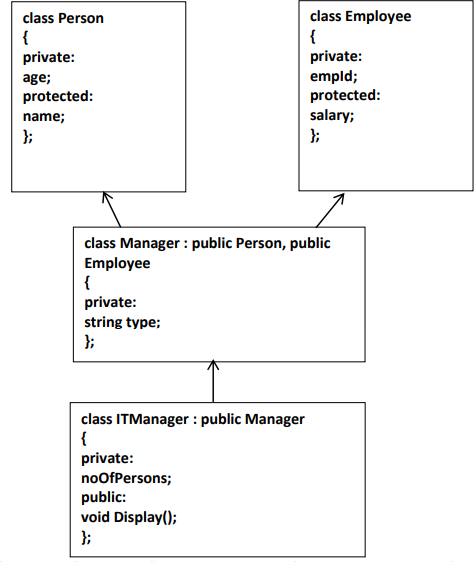 class Person
{
private:
age;
protected:
name;
};
class Employee
{
private:
empId;
protected:
salary;
};
class Manager : public Person, public
Employee
{
private:
string type;
};
class ITManager : public Manager
{
private:
noOfPersons;
public:
void Display();
};